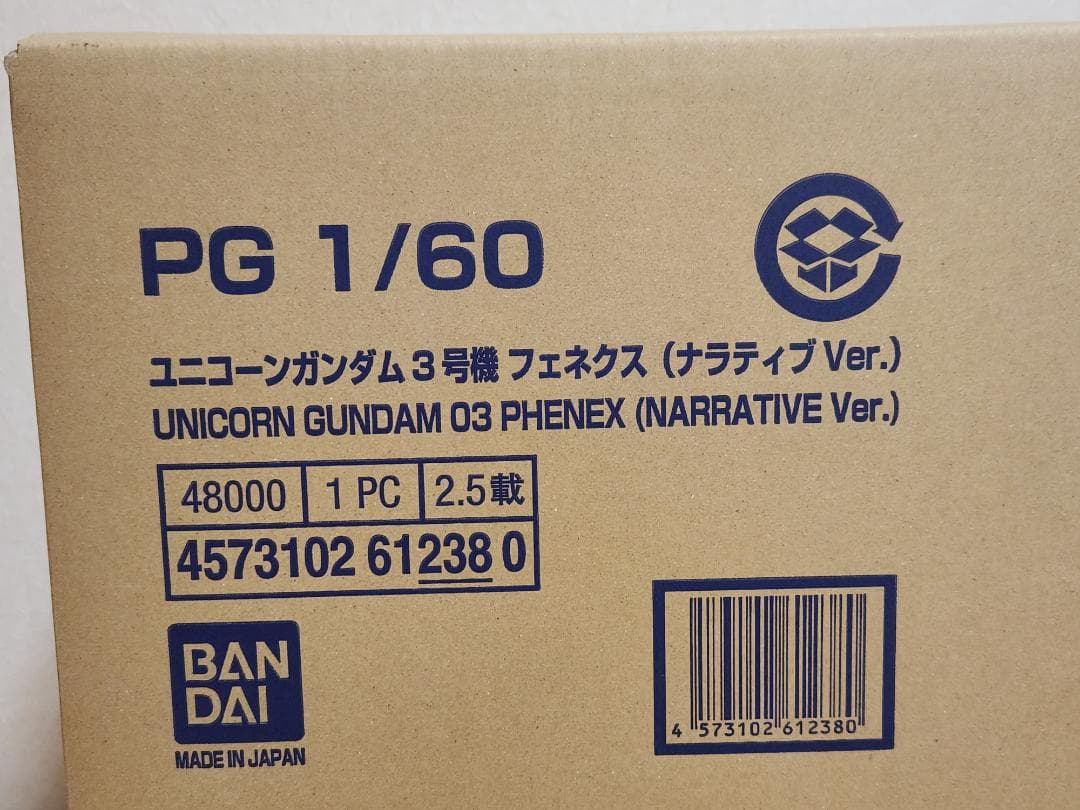 PG 1/60
ユニコーンガンダム3号機 フェネクス (ナラティブ Ver.)
UNICORN GUNDAM 03 PHENEX (NARRATIVE Ver.)
48000 1 PC 2.5載
4573102 61238 0
BAN
DAI
MADE IN JAPAN
4 573102 612380